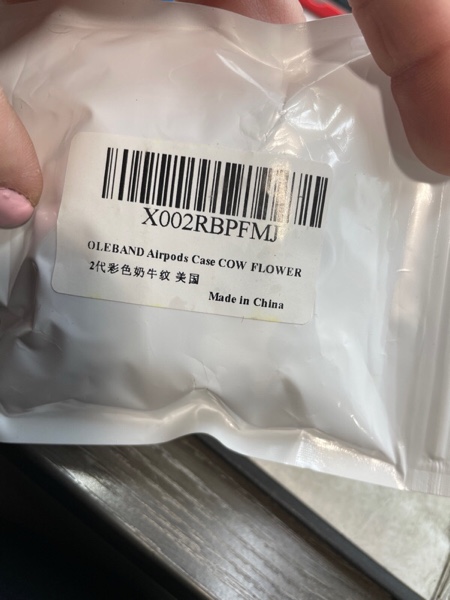 X002RBPFMJ
OLEBAND Airpods Case COW FLOWER
2代彩色奶牛纹 美国
Made in China